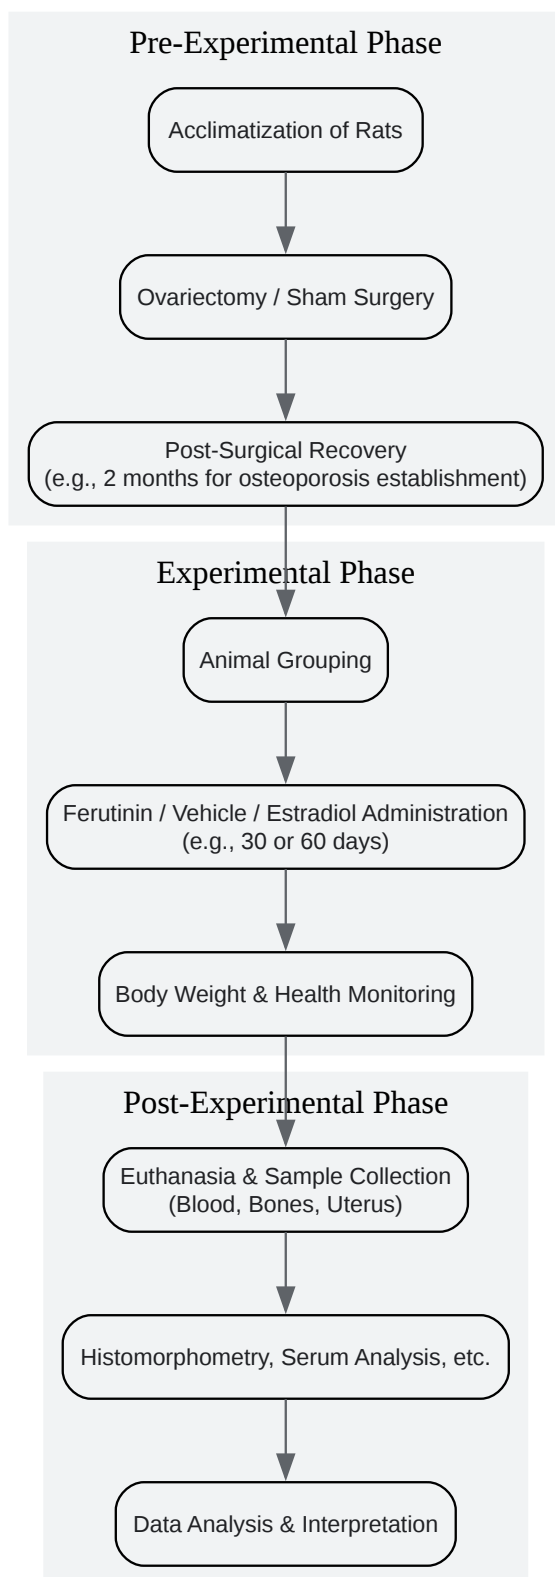 Pre-Experimental Phase
Acclimatization of Rats
Ovariectomy / Sham Surgery
Post-Surgical Recovery
(e.g., 2 months for osteoporosis establishment)
Experimental Phase
Animal Grouping
Ferutinin / Vehicle / Estradiol Administration
(e.g., 30 or 60 days)
Body Weight & Health Monitoring
Post-Experimental Phase
Euthanasia & Sample Collection
(Blood, Bones, Uterus)
Histomorphometry, Serum Analysis, etc.
Data Analysis & Interpretation